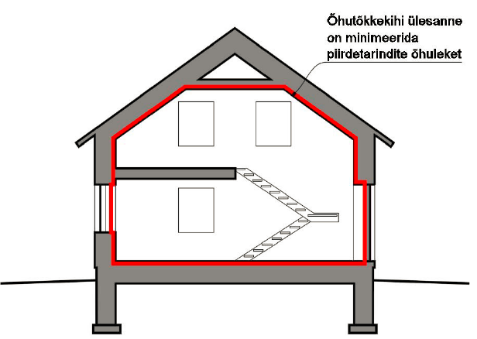 Õhutõkkekihi ülesanne
on minimeerida
piirdetarindite õhuleket